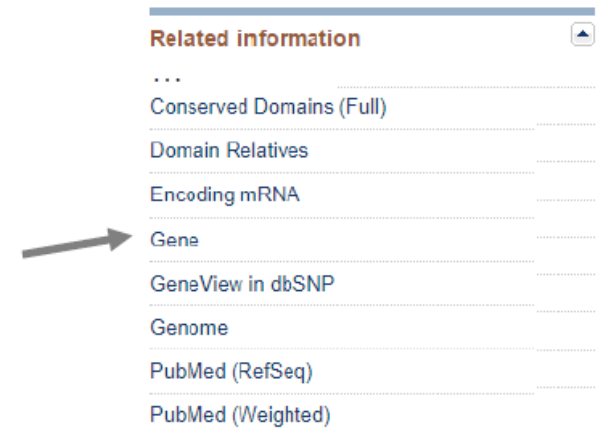 Related information
...
Conserved Domains (Full)
Domain Relatives
Encoding mRNA
Gene
GeneView in dbSNP
Genome
PubMed (RefSeq)
PubMed (Weighted)